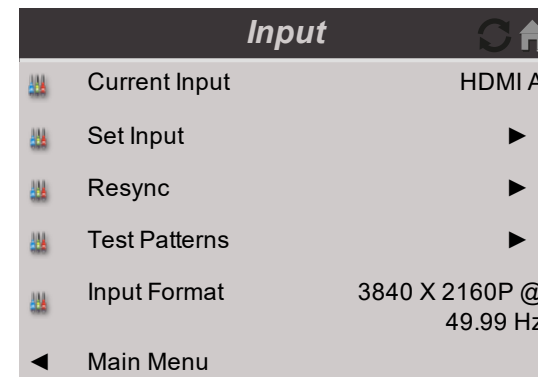 Input
Current Input HDMI A
Set Input ►
Resync ►
Test Patterns ►
Input Format 3840 X 2160P @
49.99 Hz
◄ Main Menu